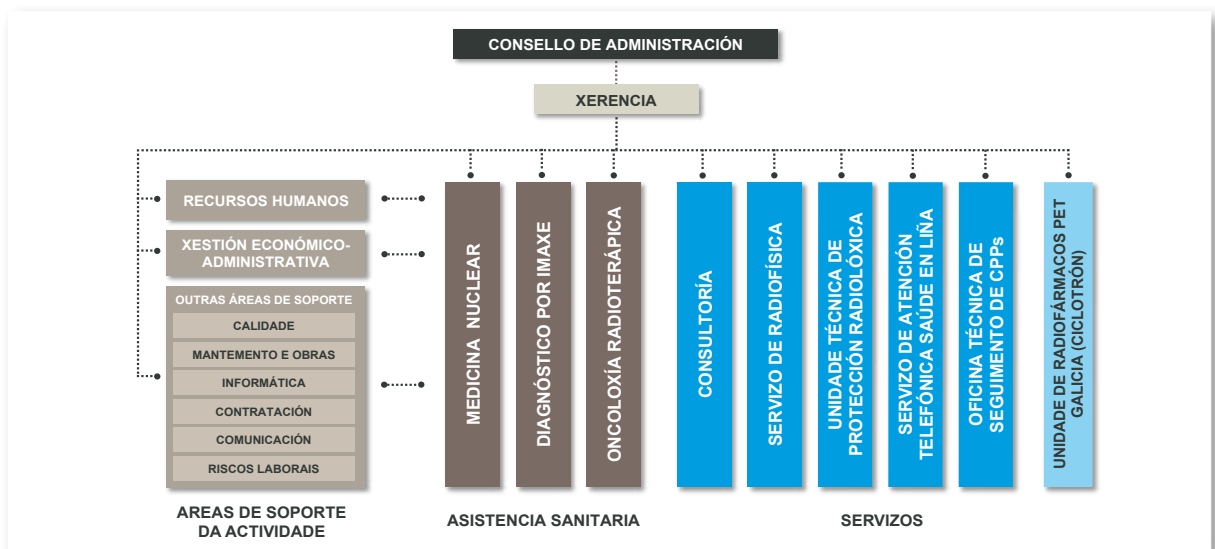 CONSELLO DE ADMINISTRACIÓN
XERENCIA
RECURSOS HUMANOS
XESTIÓN ECONÓMICO-
ADMINISTRATIVA
OUTRAS ÁREAS DE SOPORTE
CALIDADE
MANTEMENTO E OBRAS
INFORMÁTICA
CONTRATACIÓN
COMUNICACIÓN
RISCOS LABORAIS
AREAS DE SOPORTE
DA ACTIVIDADE
MEDICINA NUCLEAR
DIAGNÓSTICO POR IMAXE
ONCOLOXÍA RADIOTERÁPICA
ASISTENCIA SANITARIA
CONSULTORÍA
SERVIZO DE RADIOFÍSICA
UNIDADE TÉCNICA DE
PROTECCIÓN RADIOLÓXICA
SERVIZO DE ATENCIÓN
TELEFÓNICA SAÚDE EN LIÑA
OFICINA TÉCNICA DE
SEGUIMENTO DE CPPs
SERVIZOS
UNIDADE DE RADIOFÁRMACOS PET
GALICIA (CICLOTRÓN)